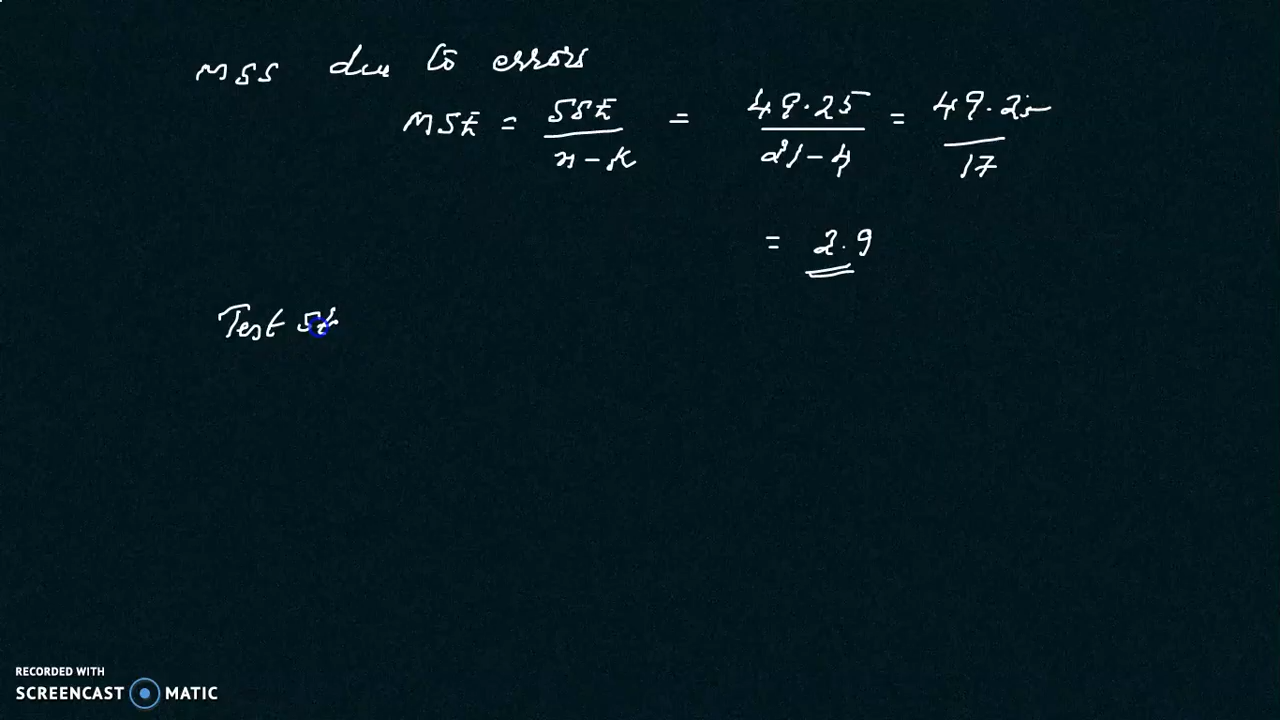 MSS due to errors
MSE = SSE / n-k = 49.25 / 21-4 = 49.25 / 17
= 2.9
Test St
RECORDED WITH
SCREENCAST MATIC